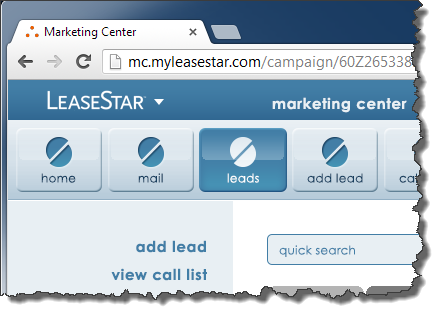 Marketing Center
mc.myleasestar.com/campaign/60Z265338
LEASESTAR marketing center
home mail leads add lead
add lead quick search
view call list